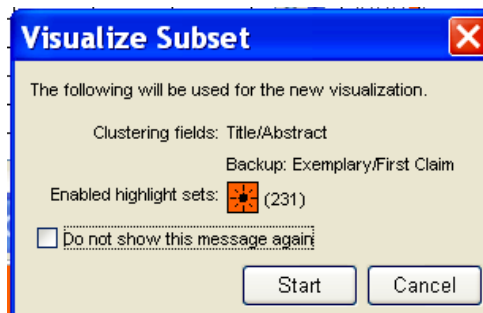 Visualize Subset
The following will be used for the new visualization.
Clustering fields: Title/Abstract
Backup: Exemplary/First Claim
Enabled highlight sets: (231)
Do not show this message again
Start Cancel